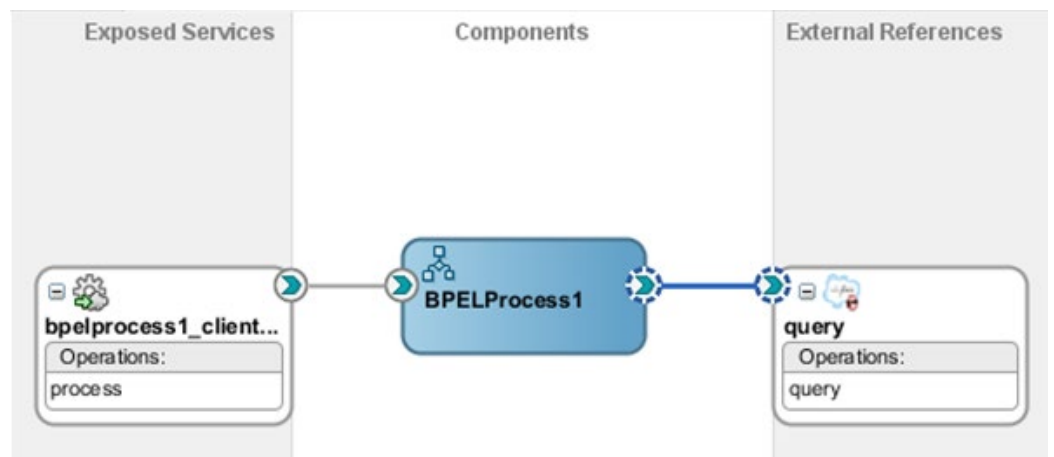 Exposed Services
Components
External References
bpelprocess1_client...
Operations:
process
BPELProcess1
query
Operations:
query